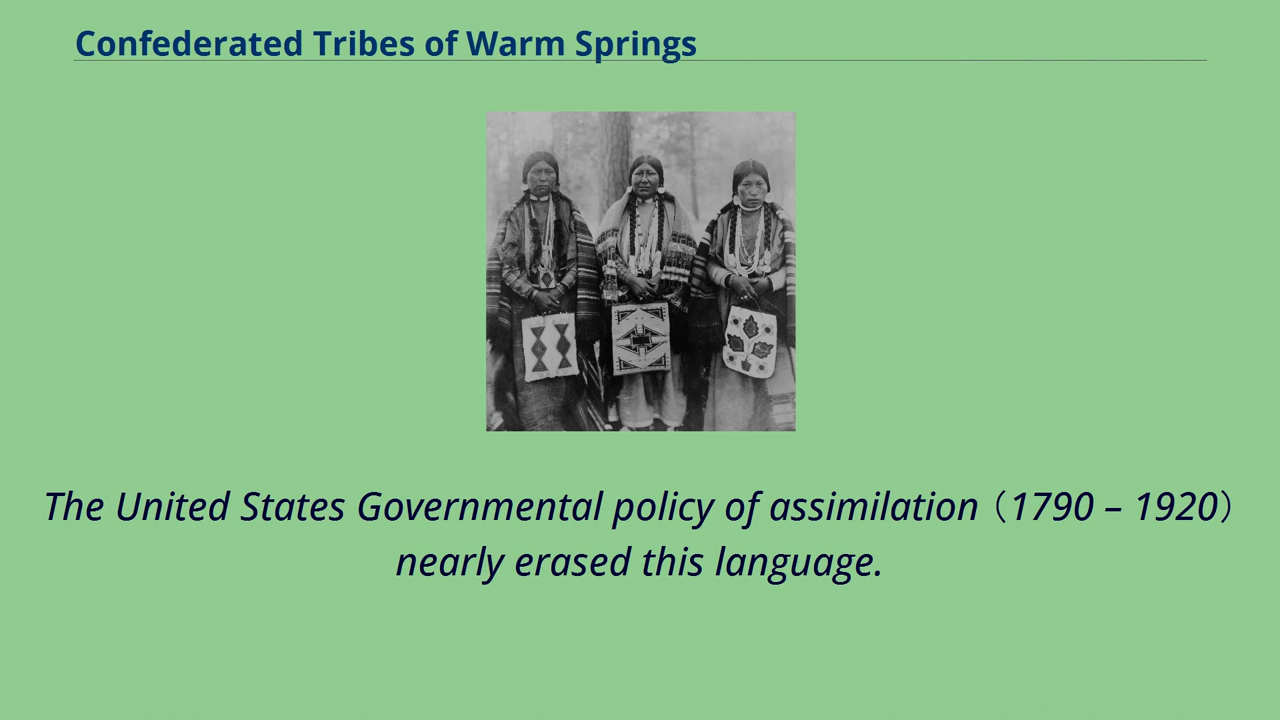 Confederated Tribes of Warm Springs
The United States Governmental policy of assimilation（1790 – 1920）
nearly erased this language.